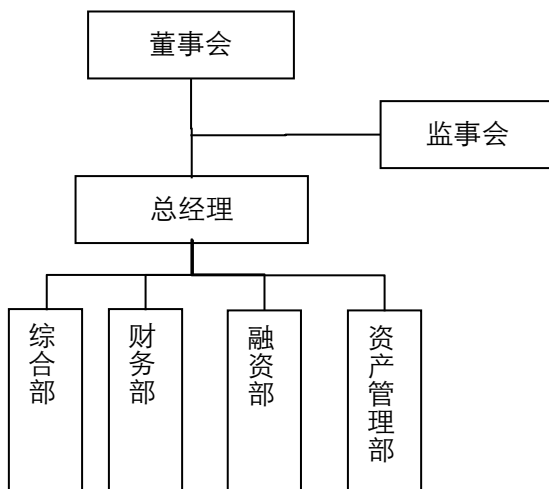 董事会
监事会
总经理
综合部
财务部
融资部
资产管理部